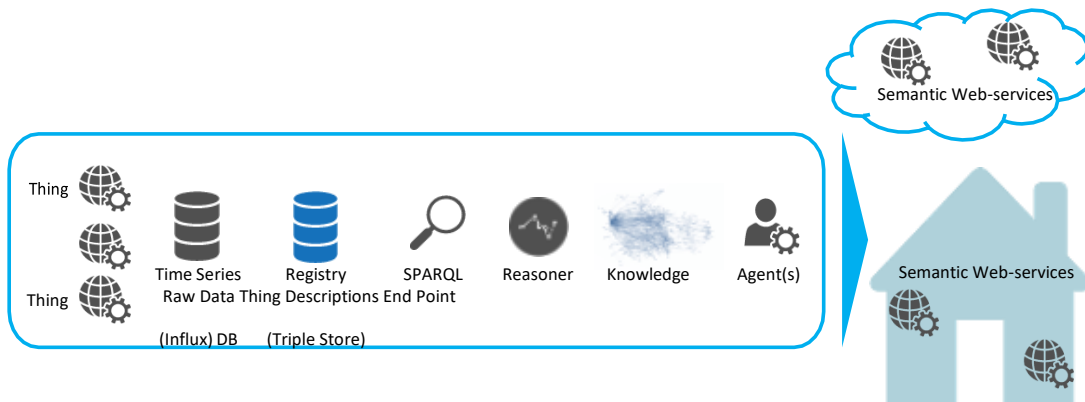 Semantic Web-services
Thing
Thing
Time Series Registry SPARQL Reasoner Knowledge Agent(s)
Raw Data Thing Descriptions End Point
(Influx) DB (Triple Store)
Semantic Web-services